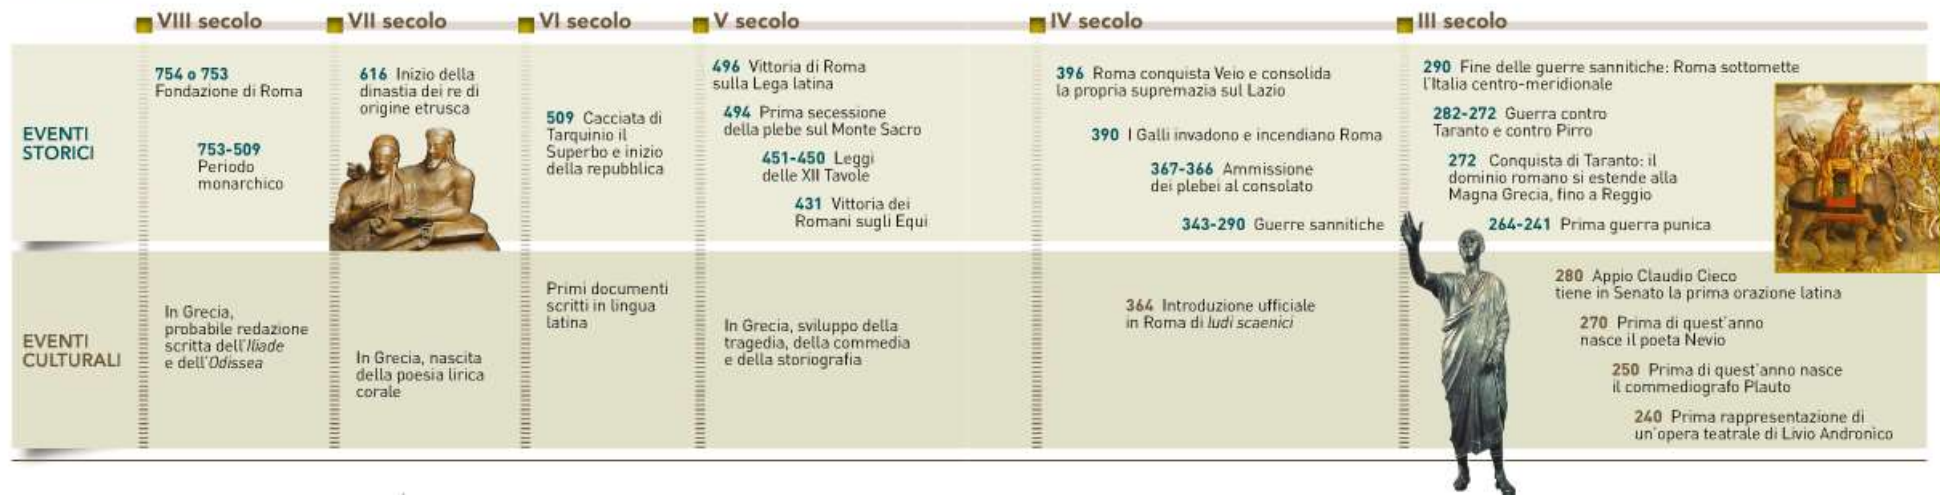 VIII secolo
VII secolo
VI secolo
V secolo
IV secolo
III secolo
EVENTI
STORICI
754 o 753
Fondazione di Roma
753-509
Periodo
monarchico
616 Inizio della
dinastia dei re di
origine etrusca
509 Cacciata di
Tarquinio il
Superbo e inizio
della repubblica
496 Vittoria di Roma
sulla Lega latina
494 Prima secessione
della plebe sul Monte Sacro
451-450 Leggi
delle XII Tavole
431 Vittoria dei
Romani sugli Equi
396 Roma conquista Veio e consolida
la propria supremazia sul Lazio
390 I Galli invadono e incendiano Roma
367-366 Ammissione
dei plebei al consolato
343-290 Guerre sannitiche
290 Fine delle guerre sannitiche: Roma sottomette
l'Italia centro-meridionale
282-272 Guerra contro
Taranto e contro Pirro
272 Conquista di Taranto: il
dominio romano si estende alla
Magna Grecia, fino a Reggio
264-241 Prima guerra punica
EVENTI
CULTURALI
In Grecia,
probabile redazione
scritta dell'Iliade
e dell'Odissea
In Grecia, nascita
della poesia lirica
corale
Primi documenti
scritti in lingua
latina
In Grecia, sviluppo della
tragedia, della commedia
e della storiografia
364 Introduzione ufficiale
in Roma di ludi scaenici
280 Appio Claudio Cieco
tiene in Senato la prima orazione latina
270 Prima di quest'anno
nasce il poeta Nevio
250 Prima di quest'anno nasce
il commediografo Plauto
240 Prima rappresentazione di
un'opera teatrale di Livio Andronico